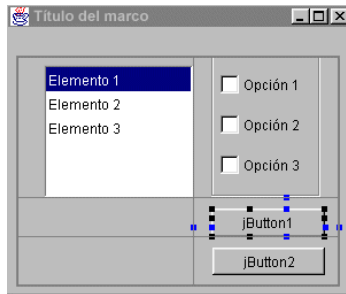 Título del marco
Elemento 1
Elemento 2
Elemento 3
Opción 1
Opción 2
Opción 3
jButton1
jButton2